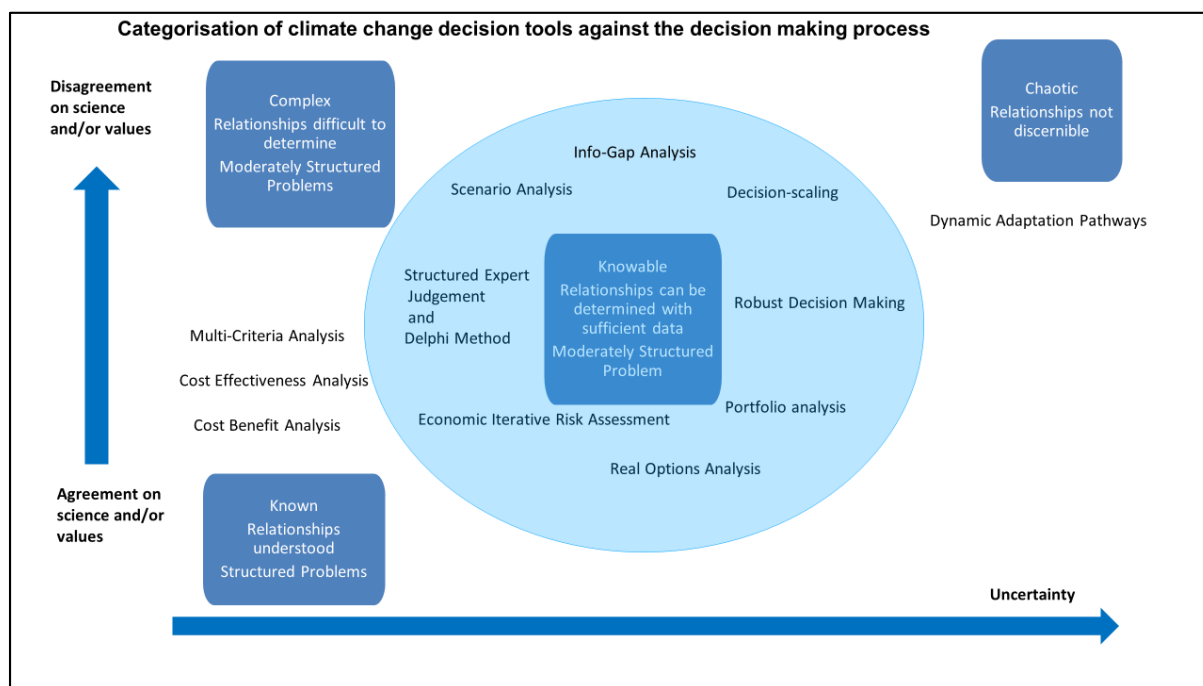 Categorisation of climate change decision tools against the decision making process
Disagreement
on science
and/or values
Complex
Relationships difficult to
determine
Moderately Structured
Problems
Chaotic
Relationships not
discernible
Info-Gap Analysis
Scenario Analysis
Decision-scaling
Dynamic Adaptation Pathways
Structured Expert
Judgement
and
Delphi Method
Knowable
Relationships can be
determined with
sufficient data
Moderately Structured
Problem
Robust Decision Making
Multi-Criteria Analysis
Cost Effectiveness Analysis
Cost Benefit Analysis
Economic Iterative Risk Assessment
Portfolio analysis
Real Options Analysis
Agreement on
science and/or
values
Known
Relationships
understood
Structured Problems
Uncertainty